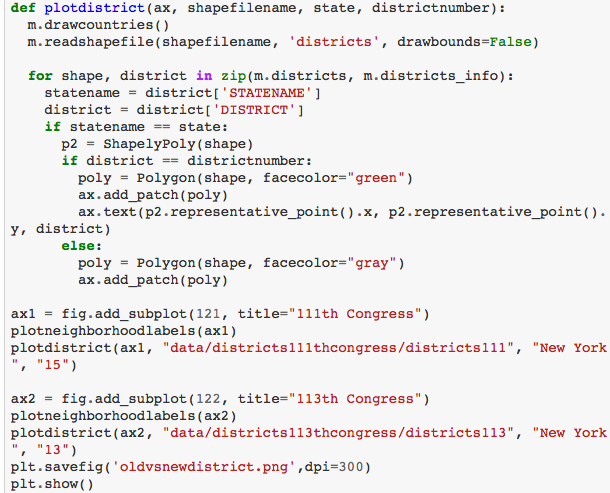 def plotdistrict(ax, shapefilename, state, districtnumber):
  m.drawcountries()
  m.readshapefile(shapefilename, 'districts', drawbounds=False)

  for shape, district in zip(m.districts, m.districts_info):
    statename = district['STATENAME']
    district = district['DISTRICT']
    if statename == state:
      p2 = ShapelyPoly(shape)
      if district == districtnumber:
        poly = Polygon(shape, facecolor="green")
        ax.add_patch(poly)
        ax.text(p2.representative_point().x, p2.representative_point().
y, district)
      else:
        poly = Polygon(shape, facecolor="gray")
        ax.add_patch(poly)

ax1 = fig.add_subplot(121, title="111th Congress")
plotneighborhoodlabels(ax1)
plotdistrict(ax1, "data/districts111thcongress/districts111", "New York
", "15")

ax2 = fig.add_subplot(122, title="113th Congress")
plotneighborhoodlabels(ax2)
plotdistrict(ax2, "data/districts113thcongress/districts113", "New York
", "13")
plt.savefig('oldvsnewdistrict.png',dpi=300)
plt.show()